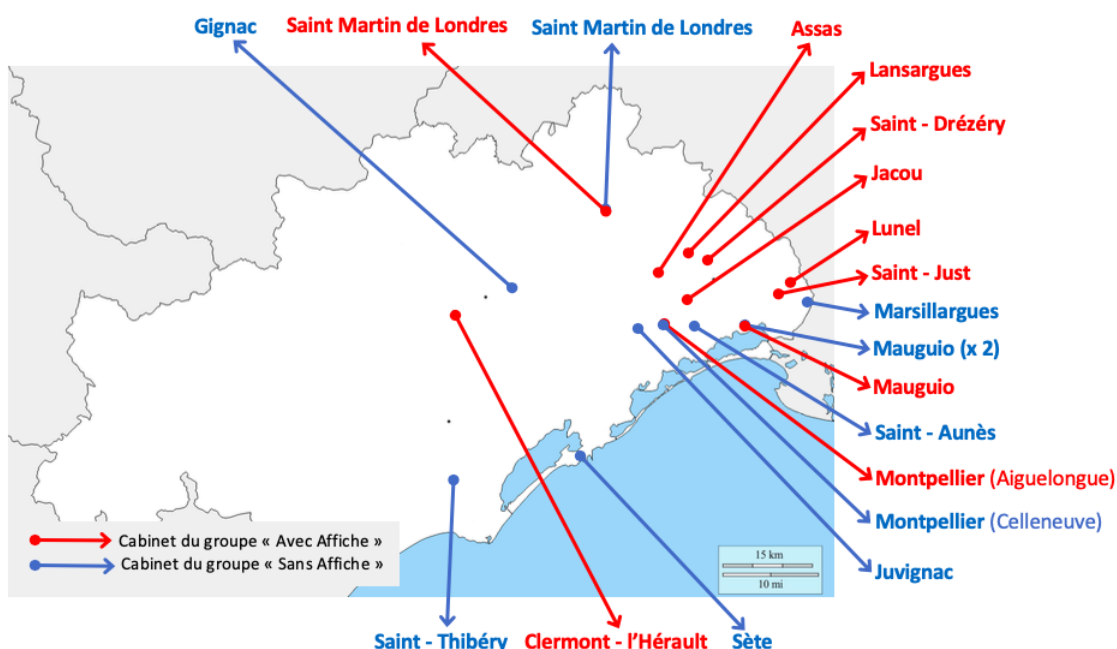 Gignac
Saint Martin de Londres
Saint Martin de Londres
Assas
Lansargues
Saint - Drézéry
Jacou
Lunel
Saint - Just
Marsillargues
Mauguio (x 2)
Mauguio
Saint - Aunès
Montpellier (Aiguelongue)
Montpellier (Celleneuve)
Juvignac
Cabinet du groupe « Avec Affiche »
Cabinet du groupe « Sans Affiche »
15 km
10 mi
Saint - Thibéry
Clermont - l'Hérault
Sète